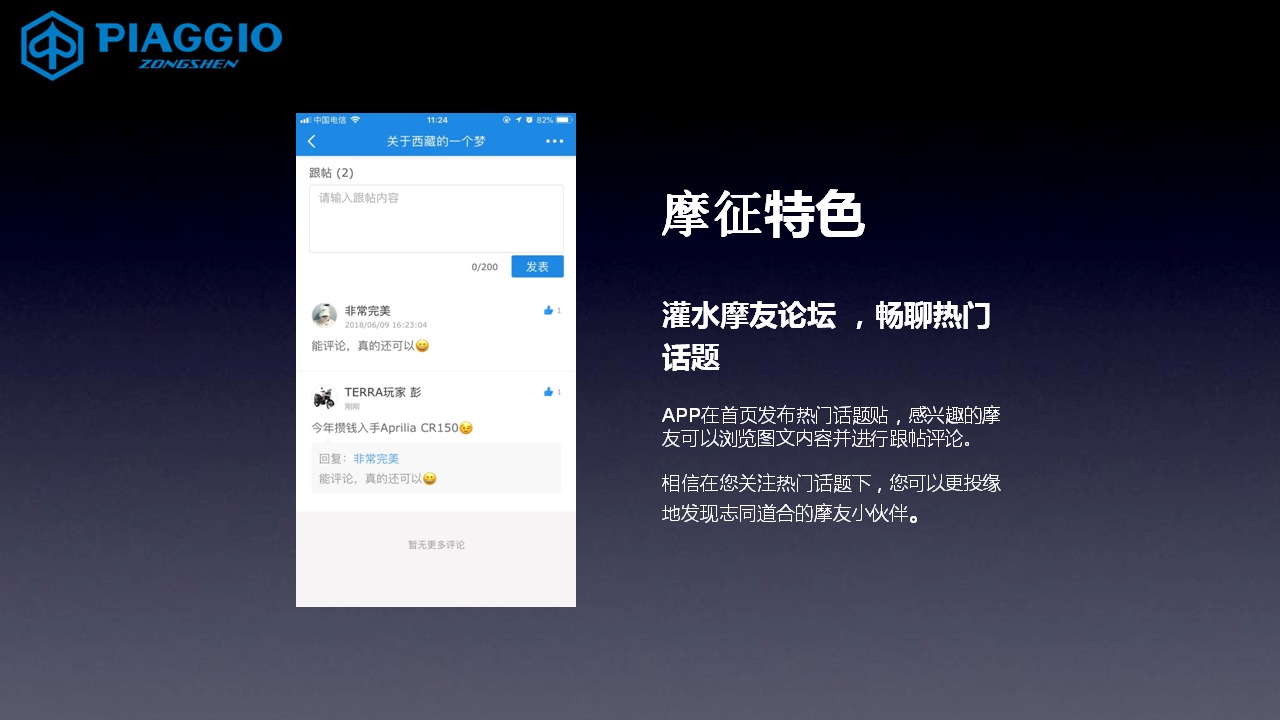 PIAGGIO
ZONGSHEN
中国电信 11:24 82%
关于西藏的一个梦
跟帖 (2)
请输入跟帖内容
0/200 发表
非常完美 1
2018/06/09 16:23:04
能评论，真的还可以😀
TERRA玩家 彭 1
刚刚
今年攒钱入手Aprilia CR150😉
回复：非常完美
能评论，真的还可以😀
暂无更多评论
摩征特色
灌水摩友论坛 ，畅聊热门
话题
APP在首页发布热门话题贴，感兴趣的摩
友可以浏览图文内容并进行跟帖评论。
相信在您关注热门话题下，您可以更投缘
地发现志同道合的摩友小伙伴。